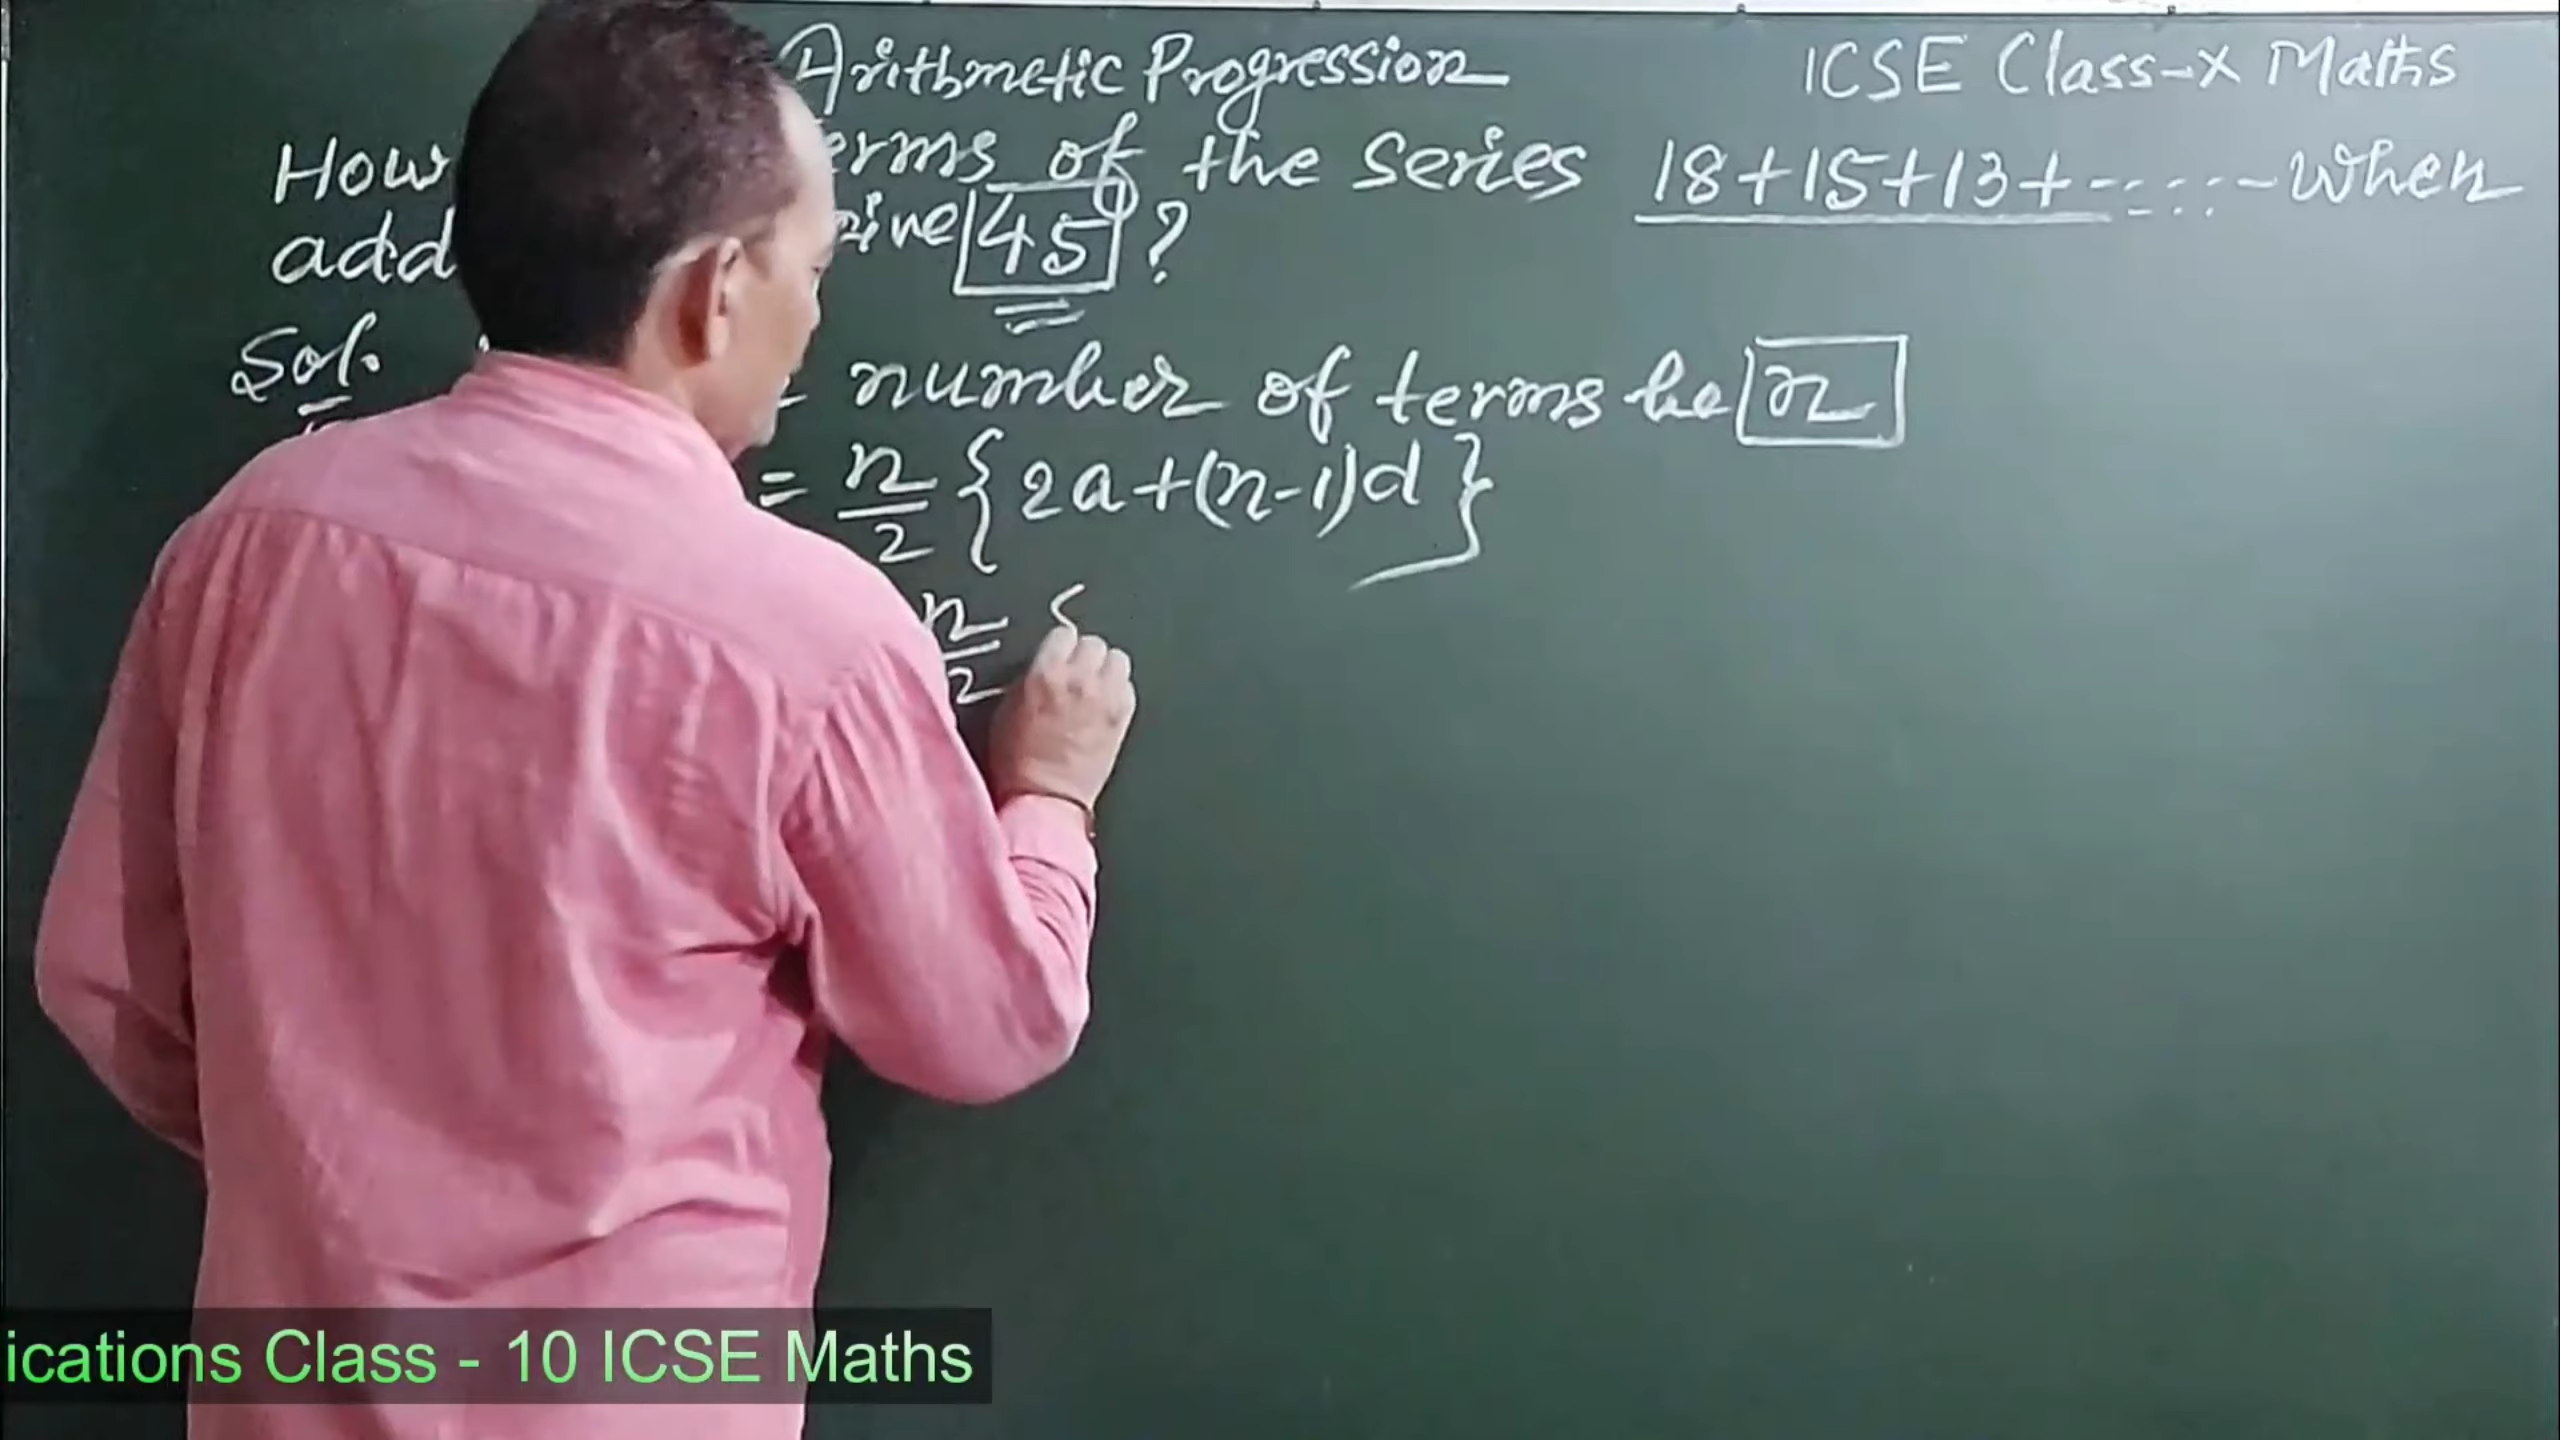 Arithmetic Progression ICSE Class-X Maths
How erms of the Series 18+15+13+------- When
add 45 ?
Sol. number of terms be n
= n/2 {2a+(n-1)d}
n/2
ications Class - 10 ICSE Maths